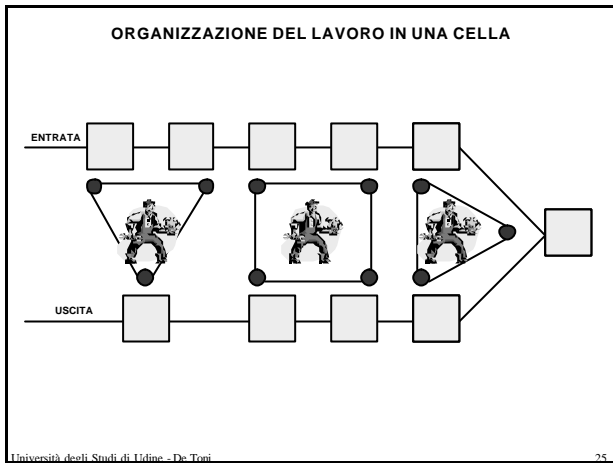 ORGANIZZAZIONE DEL LAVORO IN UNA CELLA
ENTRATA
USCITA
Università degli Studi di Udine - De Toni
25